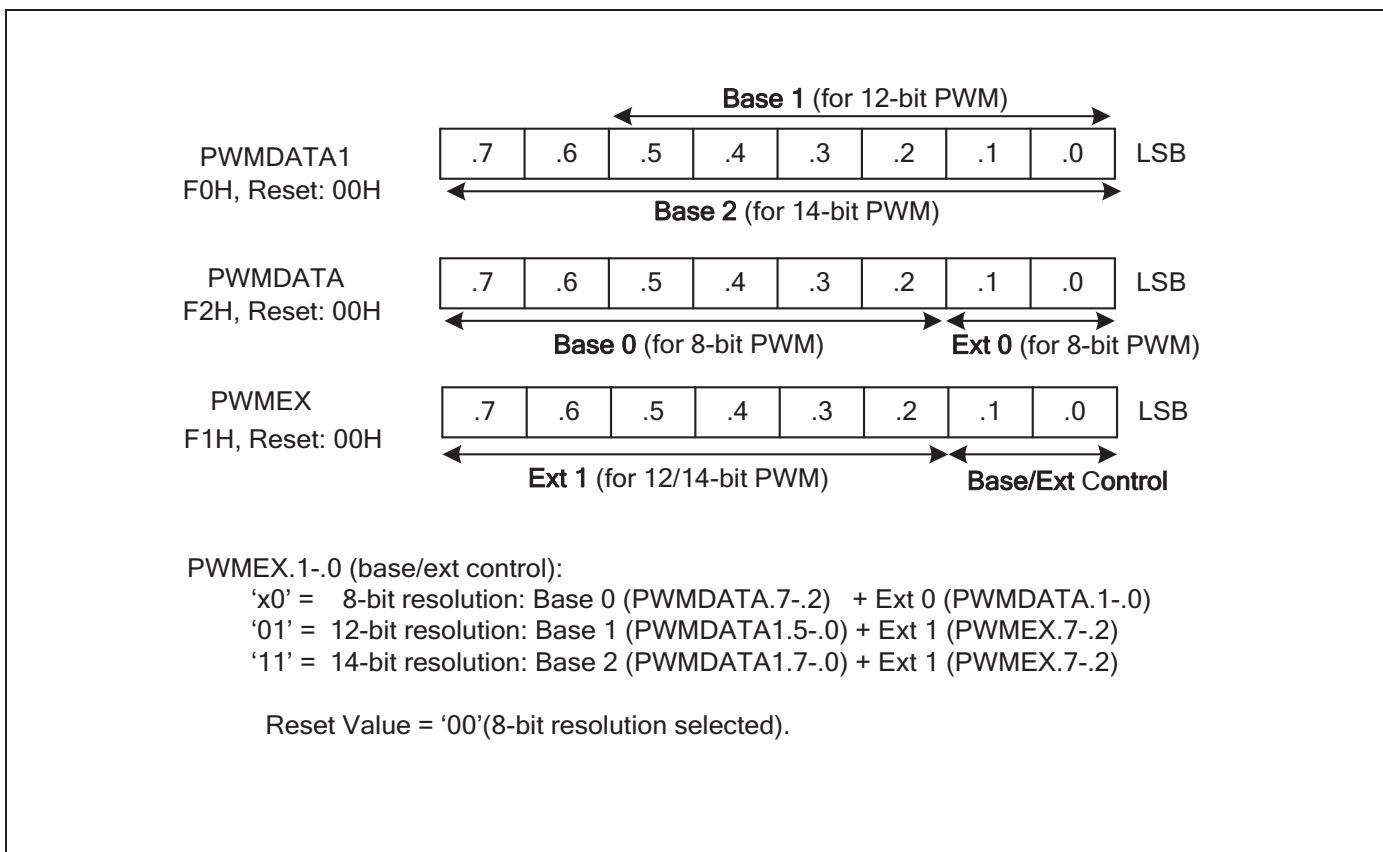 Base 1 (for 12-bit PWM)
PWMDATA1
F0H, Reset: 00H
.7 .6 .5 .4 .3 .2 .1 .0 LSB
Base 2 (for 14-bit PWM)
PWMDATA
F2H, Reset: 00H
.7 .6 .5 .4 .3 .2 .1 .0 LSB
Base 0 (for 8-bit PWM) Ext 0 (for 8-bit PWM)
PWMEX
F1H, Reset: 00H
.7 .6 .5 .4 .3 .2 .1 .0 LSB
Ext 1 (for 12/14-bit PWM) Base/Ext Control
PWMEX.1-.0 (base/ext control):
‘x0’ = 8-bit resolution: Base 0 (PWMDATA.7-.2) + Ext 0 (PWMDATA.1-.0)
‘01’ = 12-bit resolution: Base 1 (PWMDATA1.5-.0) + Ext 1 (PWMEX.7-.2)
‘11’ = 14-bit resolution: Base 2 (PWMDATA1.7-.0) + Ext 1 (PWMEX.7-.2)
Reset Value = ‘00’(8-bit resolution selected).